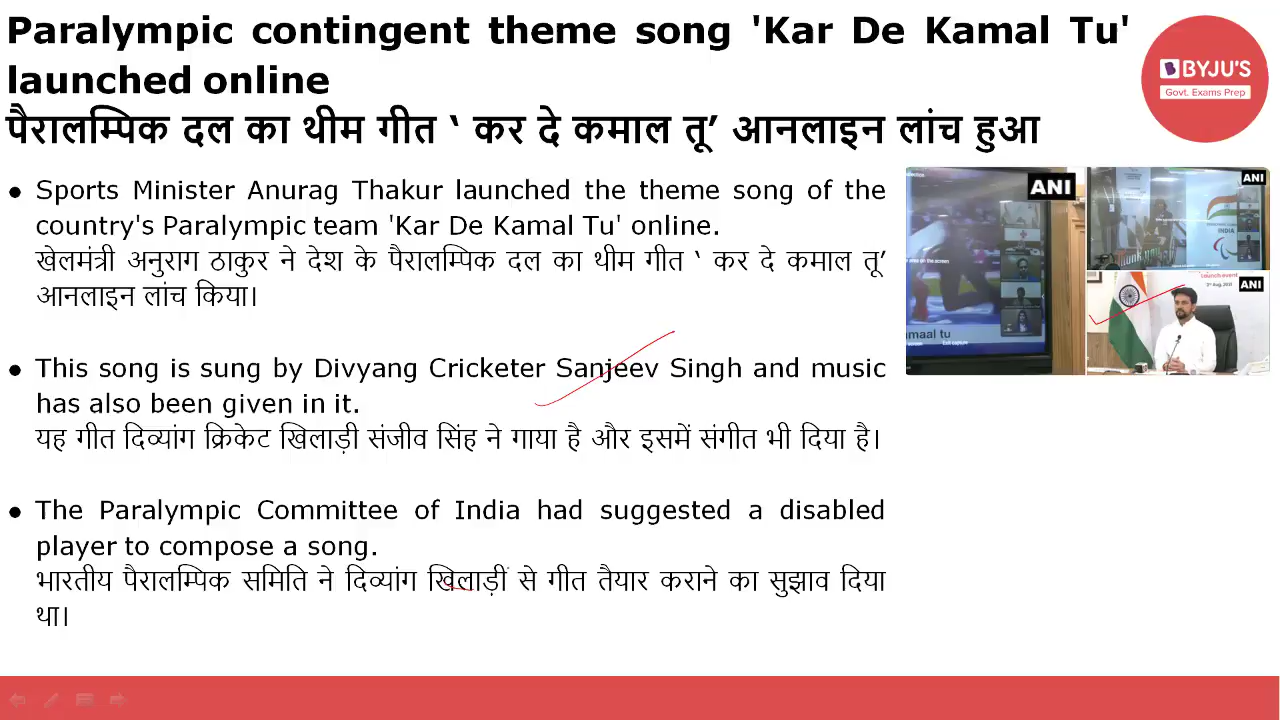 Paralympic contingent theme song 'Kar De Kamal Tu'
launched online
पैरालम्पिक दल का थीम गीत ‘ कर दे कमाल तू’ आनलाइन लांच हुआ
BYJU'S
Govt. Exams Prep
● Sports Minister Anurag Thakur launched the theme song of the
country's Paralympic team 'Kar De Kamal Tu' online.
खेलमंत्री अनुराग ठाकुर ने देश के पैरालम्पिक दल का थीम गीत ‘ कर दे कमाल तू’
आनलाइन लांच किया।
● This song is sung by Divyang Cricketer Sanjeev Singh and music
has also been given in it.
यह गीत दिव्यांग क्रिकेट खिलाड़ी संजीव सिंह ने गाया है और इसमें संगीत भी दिया है।
● The Paralympic Committee of India had suggested a disabled
player to compose a song.
भारतीय पैरालम्पिक समिति ने दिव्यांग खिलाड़ी से गीत तैयार कराने का सुझाव दिया
था।
ANI
ANI
INDIA
ANI
maal tu
Exit capture